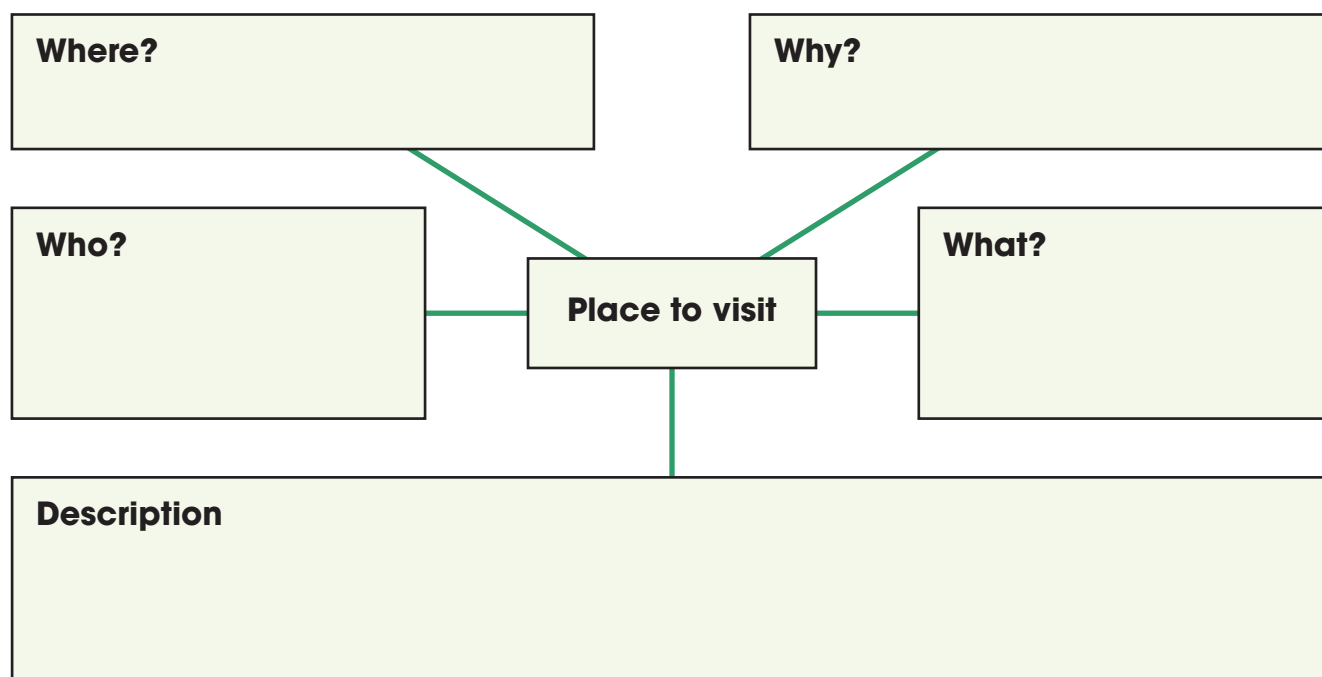 Where?
Why?
Who?
What?
Place to visit
Description